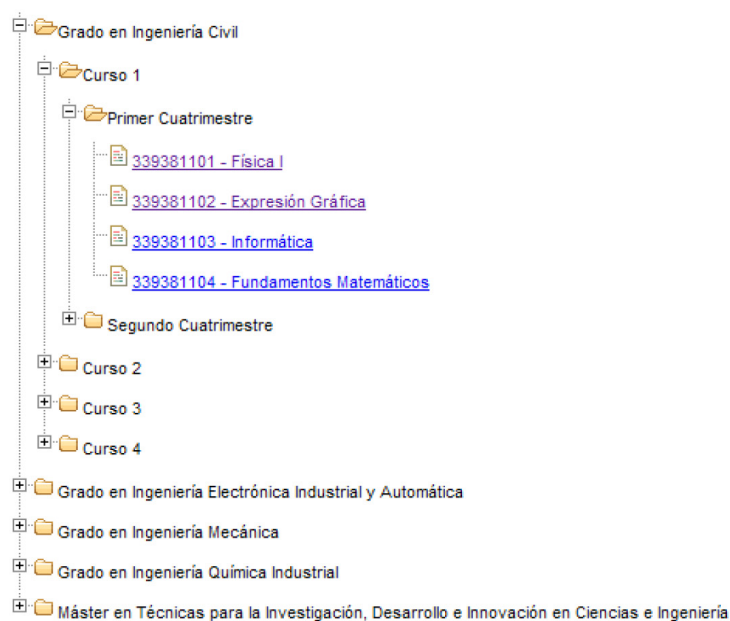 Grado en Ingeniería Civil
Curso 1
Primer Cuatrimestre
339381101 - Física I
339381102 - Expresión Gráfica
339381103 - Informática
339381104 - Fundamentos Matemáticos
Segundo Cuatrimestre
Curso 2
Curso 3
Curso 4
Grado en Ingeniería Electrónica Industrial y Automática
Grado en Ingeniería Mecánica
Grado en Ingeniería Química Industrial
Máster en Técnicas para la Investigación, Desarrollo e Innovación en Ciencias e Ingeniería